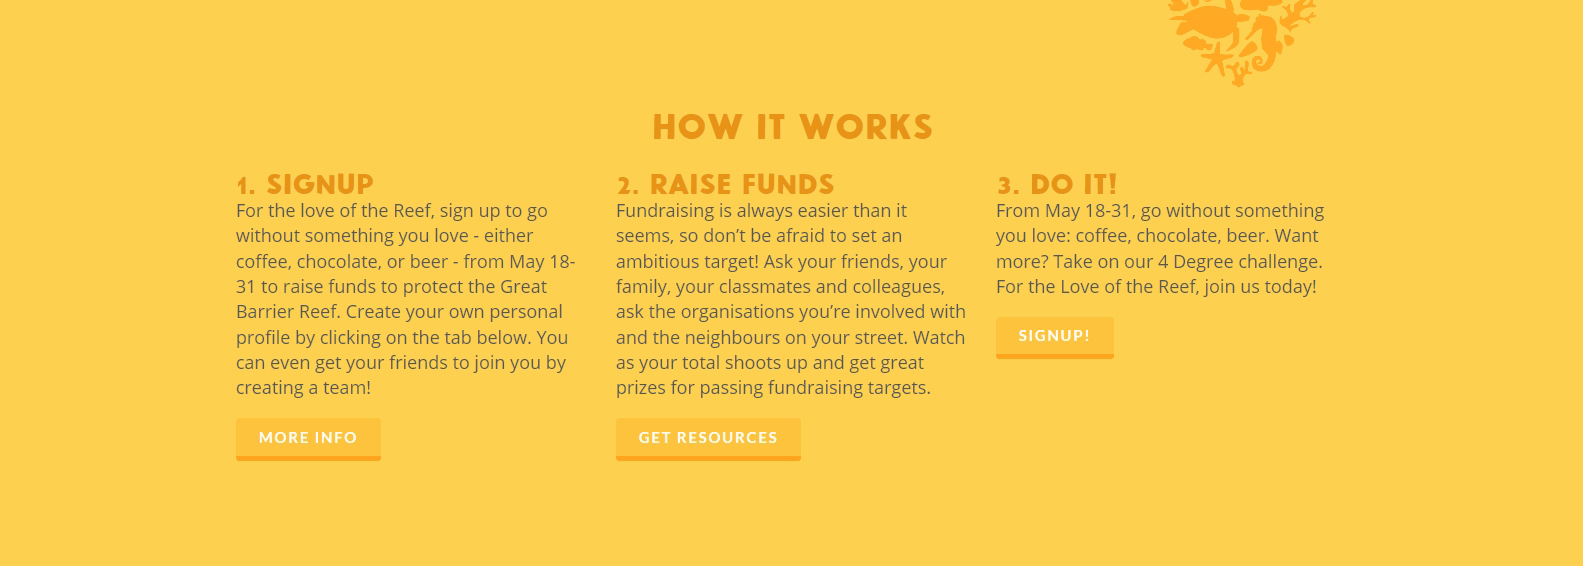 HOW IT WORKS
1. SIGNUP
For the love of the Reef, sign up to go
without something you love - either
coffee, chocolate, or beer - from May 18-
31 to raise funds to protect the Great
Barrier Reef. Create your own personal
profile by clicking on the tab below. You
can even get your friends to join you by
creating a team!
MORE INFO
2. RAISE FUNDS
Fundraising is always easier than it
seems, so don’t be afraid to set an
ambitious target! Ask your friends, your
family, your classmates and colleagues,
ask the organisations you’re involved with
and the neighbours on your street. Watch
as your total shoots up and get great
prizes for passing fundraising targets.
GET RESOURCES
3. DO IT!
From May 18-31, go without something
you love: coffee, chocolate, beer. Want
more? Take on our 4 Degree challenge.
For the Love of the Reef, join us today!
SIGNUP!